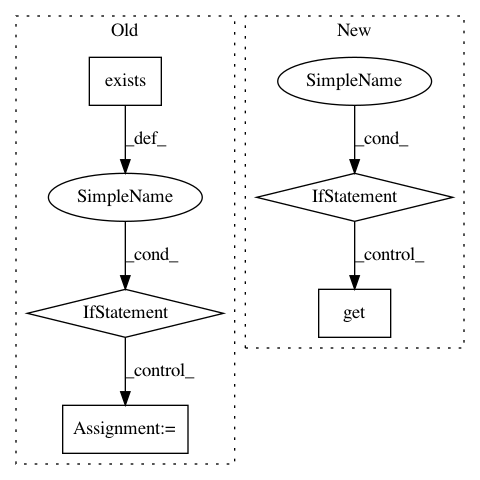 Old
exists
_def_
SimpleName
_cond_
IfStatement
_control_
Assignment:=
New
SimpleName
_cond_
IfStatement
_control_
get